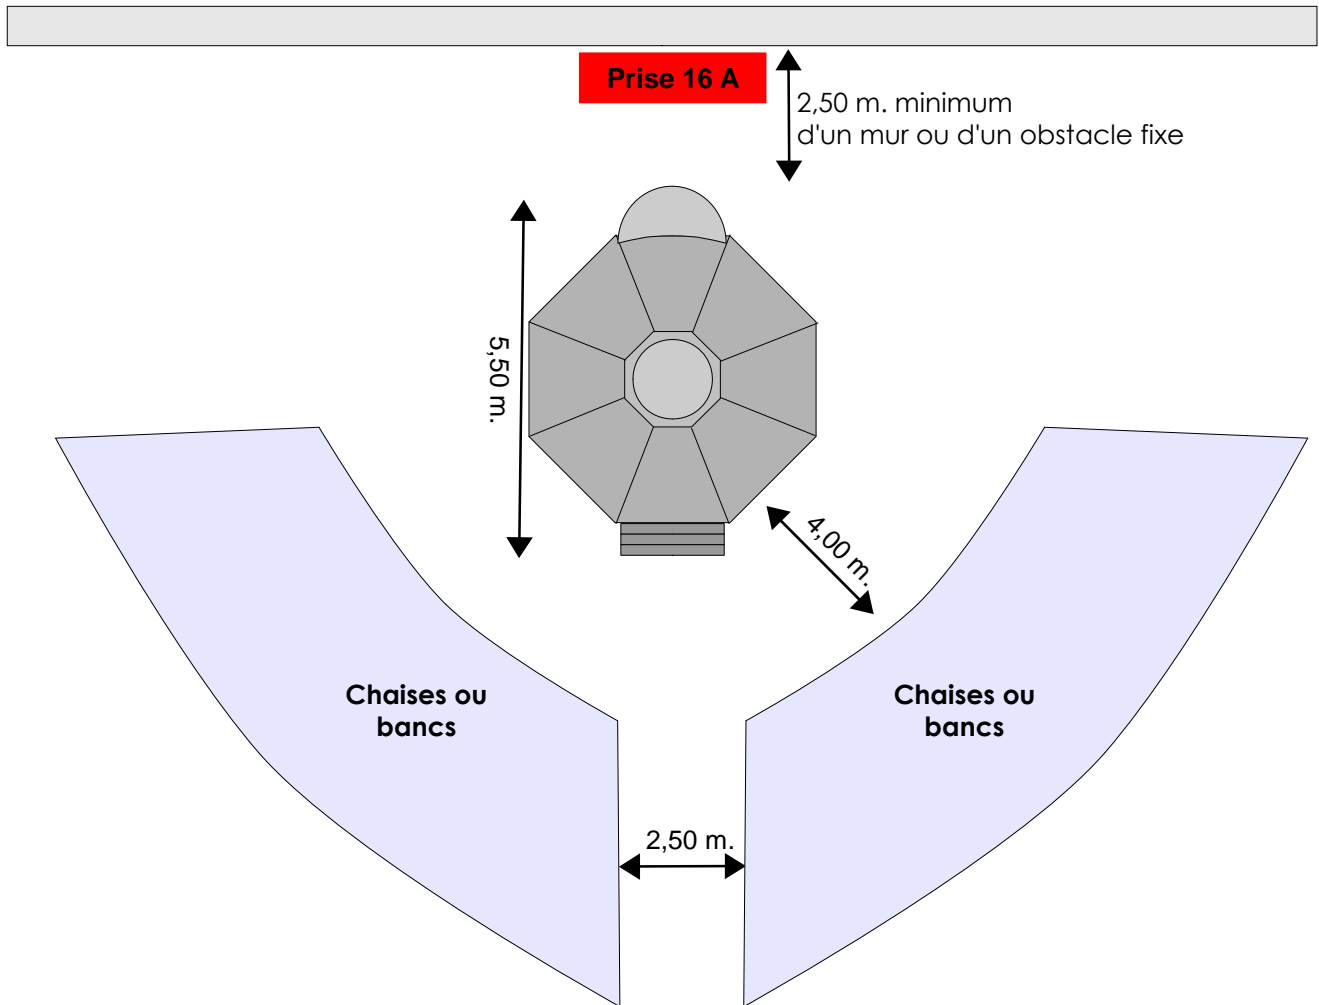 Prise 16 A
2,50 m. minimum
d'un mur ou d'un obstacle fixe
5,50 m.
4,00 m.
Chaises ou
bancs
Chaises ou
bancs
2,50 m.